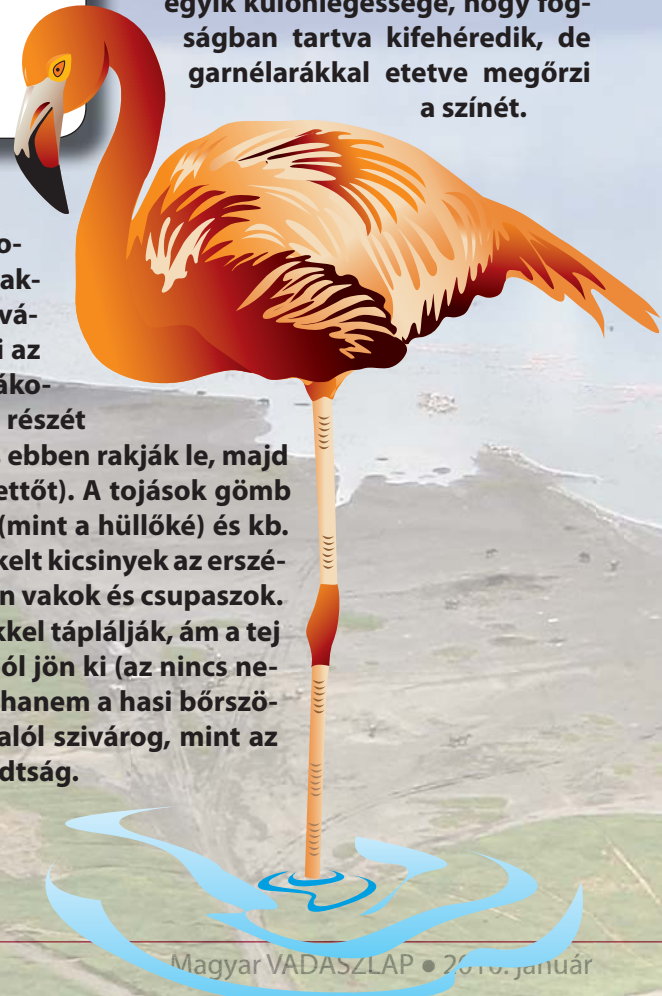 egyik különlegessége, hogy fog-
ságban tartva kifehéredik, de
garnélarákkal etetve megőrzi
a színét.
o-
ak-
vá-
i az
áko-
részét
ebben rakják le, majd
ettőt). A tojások gömb
(mint a hüllőké) és kb.
kelt kicsinyek az erszé-
n vakok és csupaszok.
kkel táplálják, ám a tej
ól jön ki (az nincs ne-
hanem a hasi bőrszö-
alól szivárog, mint az
dtság.
Magyar VADÁSZLAP ● 2010. január